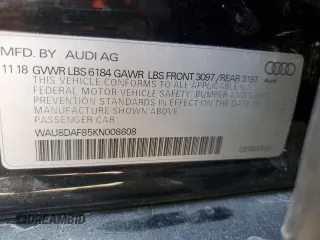 MFD. BY AUDI AG
11 18 GVWR LBS 6184 GAWR LBS FRONT 3097 / REAR 3197
THIS VEHICLE CONFORMS TO ALL APPLICABLE U.S.
FEDERAL MOTOR VEHICLE SAFETY, BUMPER, AND THEFT
PREVENTION STANDARDS IN EFFECT ON THE DATE OF
MANUFACTURE SHOWN ABOVE
PASSENGER CAR
WAU8DAF85KN008608
Audi
DREAMBID